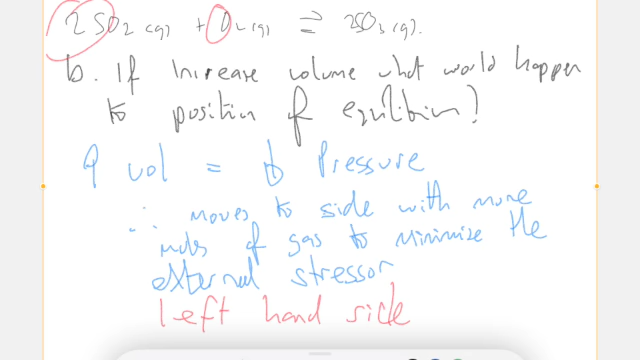 2SO2 (g) + O2 (g) ⇌ 2SO3 (g).
b. If increase volume what would happen
to position of equilibrium?
↑ vol = ↓ Pressure
∴ moves to side with more
moles of gas to minimize the
external stressor
left hand side